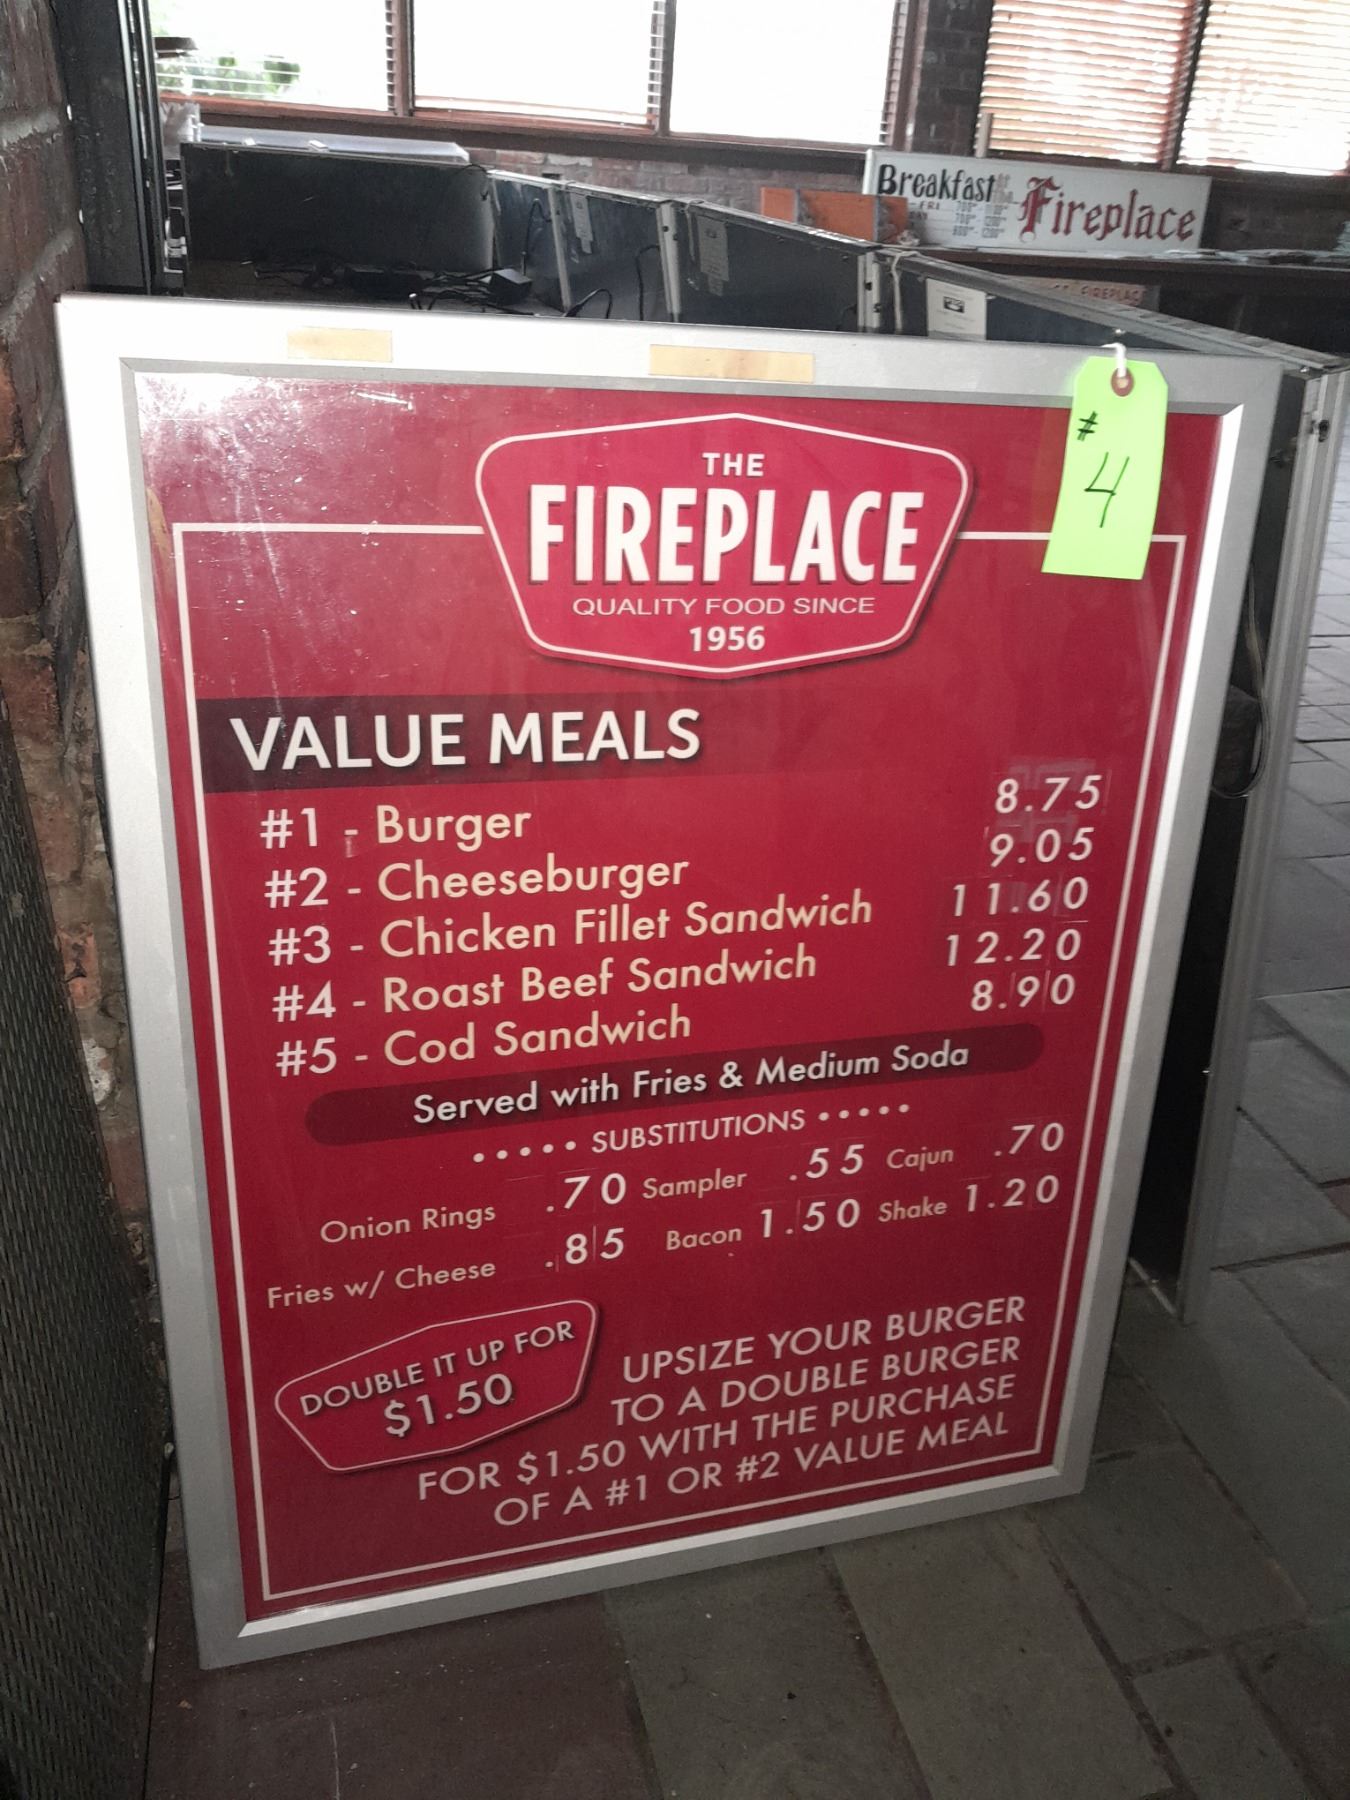 Breakfast
Fireplace
# 4
THE
FIREPLACE
QUALITY FOOD SINCE
1956
VALUE MEALS
#1 - Burger 8.75
#2 - Cheeseburger 9.05
#3 - Chicken Fillet Sandwich 11.60
#4 - Roast Beef Sandwich 12.20
#5 - Cod Sandwich 8.90
Served with Fries & Medium Soda
••••• SUBSTITUTIONS •••••
Onion Rings .70 Sampler .55 Cajun .70
Fries w/ Cheese .85 Bacon 1.50 Shake 1.20
DOUBLE IT UP FOR
$1.50
UPSIZE YOUR BURGER
TO A DOUBLE BURGER
FOR $1.50 WITH THE PURCHASE
OF A #1 OR #2 VALUE MEAL